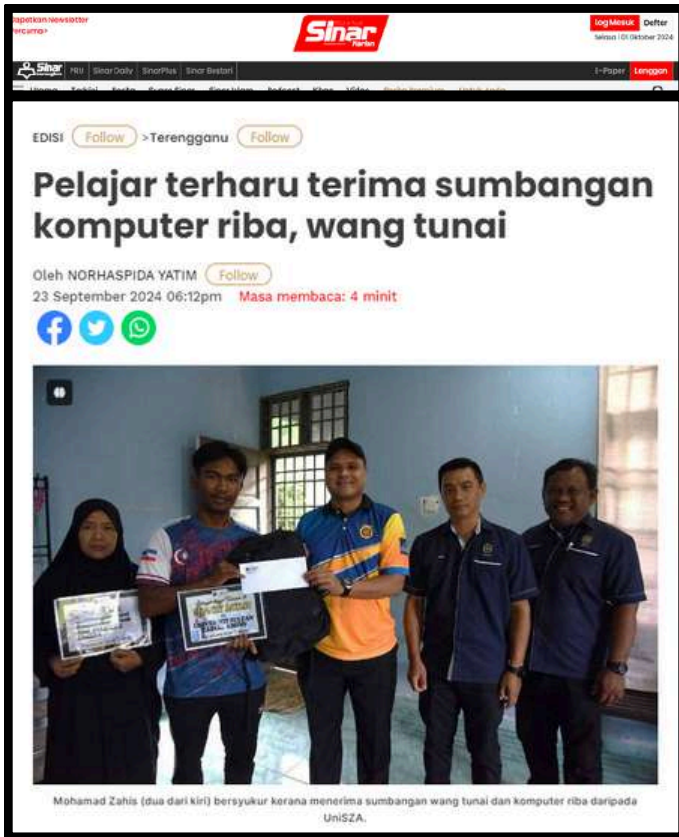 Sinar
Harian
Log Masuk Daftar
Selasa | 01 Oktober 2024
Sinar PRU Sinar Daily SinarPlus Sinar Bestari E-Paper Langgan
EDISI Follow >Terengganu Follow
Pelajar terharu terima sumbangan
komputer riba, wang tunai
Oleh NORHASPIDA YATIM Follow
23 September 2024 06:12pm Masa membaca: 4 minit
Mohamad Zahis (dua dari kiri) bersyukur kerana menerima sumbangan wang tunai dan komputer riba daripada
UniSZA.